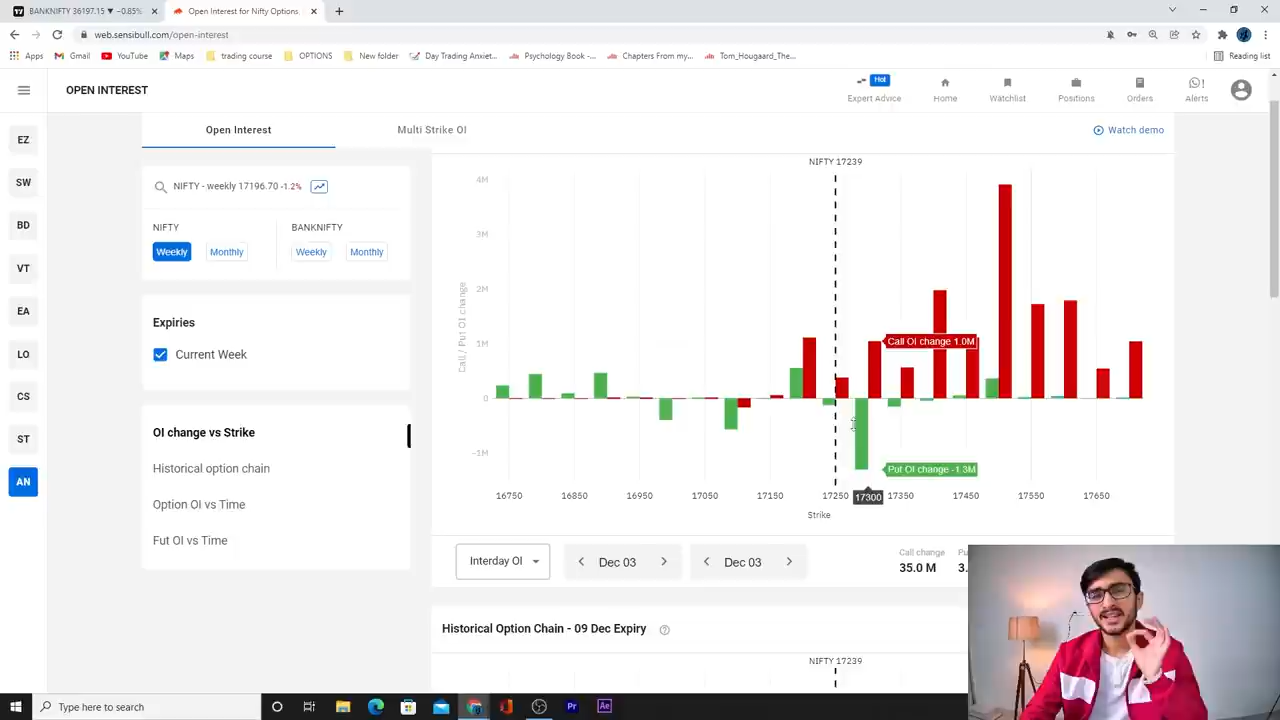 BANKNIFTY 36197.15 ▼ −0.85%
Open Interest for Nifty Options,
web.sensibull.com/open-interest
Apps
Gmail
YouTube
Maps
trading course
OPTIONS
New folder
Day Trading Anxiet...
Psychology Book -...
Chapters From my...
Tom_Hougaard_The...
Reading list
OPEN INTEREST
Hot
Expert Advice
Home
Watchlist
Positions
Orders
Alerts
EZ
SW
BD
VT
EA
LO
CS
ST
AN
Open Interest
Multi Strike OI
Watch demo
NIFTY - weekly 17196.70 -1.2%
NIFTY
BANKNIFTY
Weekly
Monthly
Weekly
Monthly
Expiries
Current Week
OI change vs Strike
Historical option chain
Option OI vs Time
Fut OI vs Time
NIFTY 17239
4M
3M
2M
1M
0
-1M
Call / Put OI change
Call OI change 1.0M
Put OI change -1.3M
16750
16850
16950
17050
17150
17250
17300
17350
17450
17550
17650
Strike
Interday OI
Dec 03
Dec 03
Call change
35.0 M
3.
Historical Option Chain - 09 Dec Expiry
NIFTY 17239
Type here to search